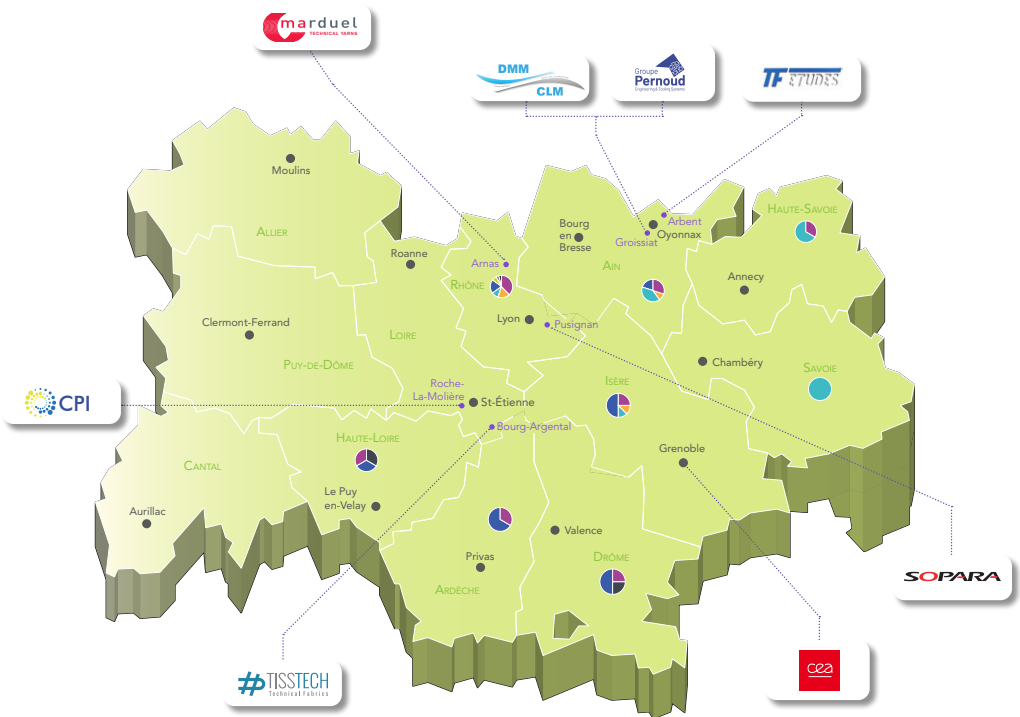 marduel
TECHNICAL YARNS
DMM
CLM
Groupe
Pernoud
Engineering & Tooling Systems
TF ETUDES
Moulins
ALLIER
HAUTE-SAVOIE
Bourg
en
Bresse
Arbent
Oyonnax
Groissiat
Roanne
Arnas
RHÔNE
AIN
Annecy
Clermont-Ferrand
Lyon
Pusignan
LOIRE
PUY-DE-DÔME
Chambéry
SAVOIE
Roche-
La-Molière
ISÈRE
CPI
St-Étienne
Bourg-Argental
HAUTE-LOIRE
Grenoble
CANTAL
Le Puy
en-Velay
Aurillac
Valence
Privas
DRÔME
ARDÈCHE
SOPARA
cea
TISSTECH
Technical Fabrics